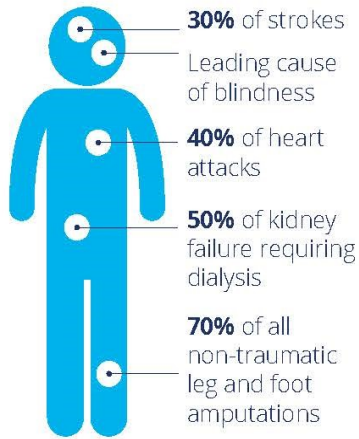 30% of strokes
Leading cause
of blindness
40% of heart
attacks
50% of kidney
failure requiring
dialysis
70% of all
non-traumatic
leg and foot
amputations